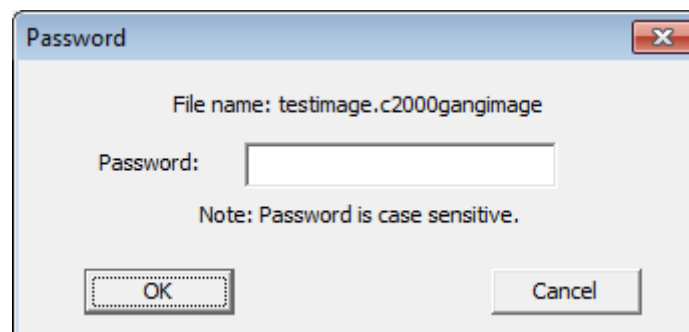 Password
File name: testimage.c2000gangimage
Password:
Note: Password is case sensitive.
OK Cancel